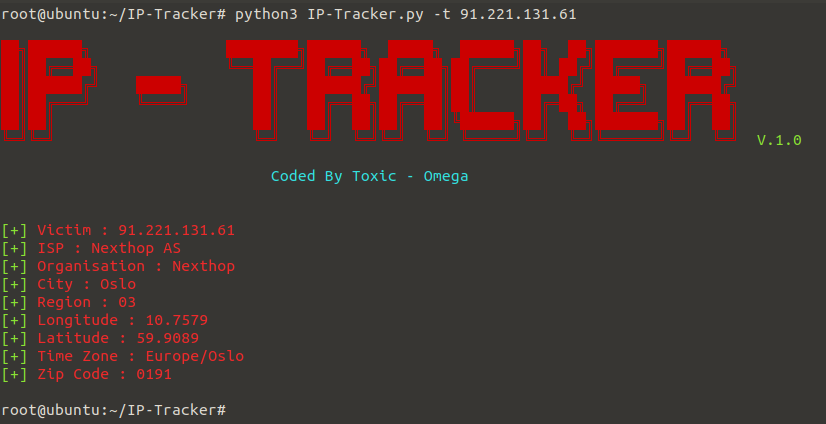 root@ubuntu:~/IP-Tracker# python3 IP-Tracker.py -t 91.221.131.61
IP - TRACKER
V.1.0
Coded By Toxic - Omega
[+] Victim : 91.221.131.61
[+] ISP : Nexthop AS
[+] Organisation : Nexthop
[+] City : Oslo
[+] Region : 03
[+] Longitude : 10.7579
[+] Latitude : 59.9089
[+] Time Zone : Europe/Oslo
[+] Zip Code : 0191
root@ubuntu:~/IP-Tracker#